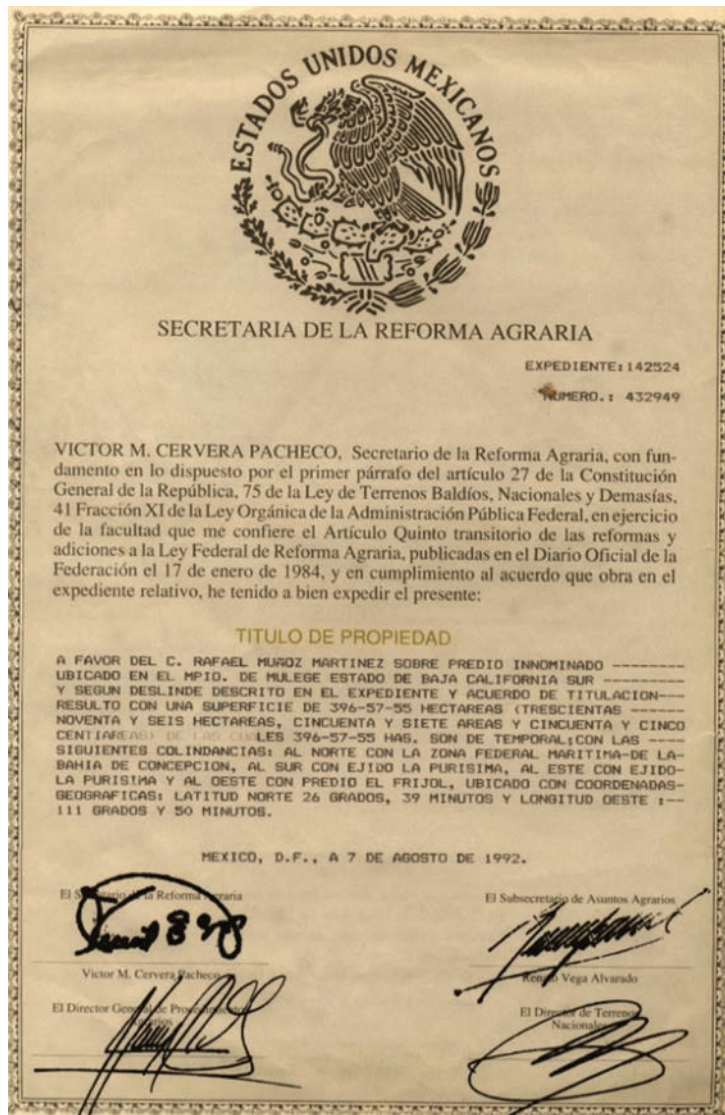 ESTADOS UNIDOS MEXICANOS
SECRETARIA DE LA REFORMA AGRARIA
EXPEDIENTE:142524
NUMERO.: 432949
VICTOR M. CERVERA PACHECO, Secretario de la Reforma Agraria, con fun-
damento en lo dispuesto por el primer párrafo del artículo 27 de la Constitución
General de la República, 75 de la Ley de Terrenos Baldíos, Nacionales y Demasías,
41 Fracción XI de la Ley Orgánica de la Administración Pública Federal, en ejercicio
de la facultad que me confiere el Artículo Quinto transitorio de las reformas y
adiciones a la Ley Federal de Reforma Agraria, publicadas en el Diario Oficial de la
Federación el 17 de enero de 1984, y en cumplimiento al acuerdo que obra en el
expediente relativo, he tenido a bien expedir el presente:
TITULO DE PROPIEDAD
A FAVOR DEL C. RAFAEL MUÑOZ MARTINEZ SOBRE PREDIO INNOMINADO --------
UBICADO EN EL MPIO. DE MULEGE ESTADO DE BAJA CALIFORNIA SUR --------
Y SEGUN DESLINDE DESCRITO EN EL EXPEDIENTE Y ACUERDO DE TITULACION---
RESULTO CON UNA SUPERFICIE DE 396-57-55 HECTAREAS (TRESCIENTAS ------
NOVENTA Y SEIS HECTAREAS, CINCUENTA Y SIETE AREAS Y CINCUENTA Y CINCO
CENTIAREAS) DE LAS CUALES 396-57-55 HAS. SON DE TEMPORAL;CON LAS ----
SIGUIENTES COLINDANCIAS: AL NORTE CON LA ZONA FEDERAL MARITIMA-DE LA-
BAHIA DE CONCEPCION, AL SUR CON EJIDO LA PURISIMA, AL ESTE CON EJIDO-
LA PURISIMA Y AL OESTE CON PREDIO EL FRIJOL, UBICADO CON COORDENADAS-
GEOGRAFICAS: LATITUD NORTE 26 GRADOS, 39 MINUTOS Y LONGITUD OESTE :--
111 GRADOS Y 50 MINUTOS.
MEXICO, D.F., A 7 DE AGOSTO DE 1992.
El Secretario de la Reforma Agraria
El Subsecretario de Asuntos Agrarios
Victor M. Cervera Pacheco
Renato Vega Alvarado
El Director General de Procedimientos
Agrarios
El Director de Terrenos
Nacionales